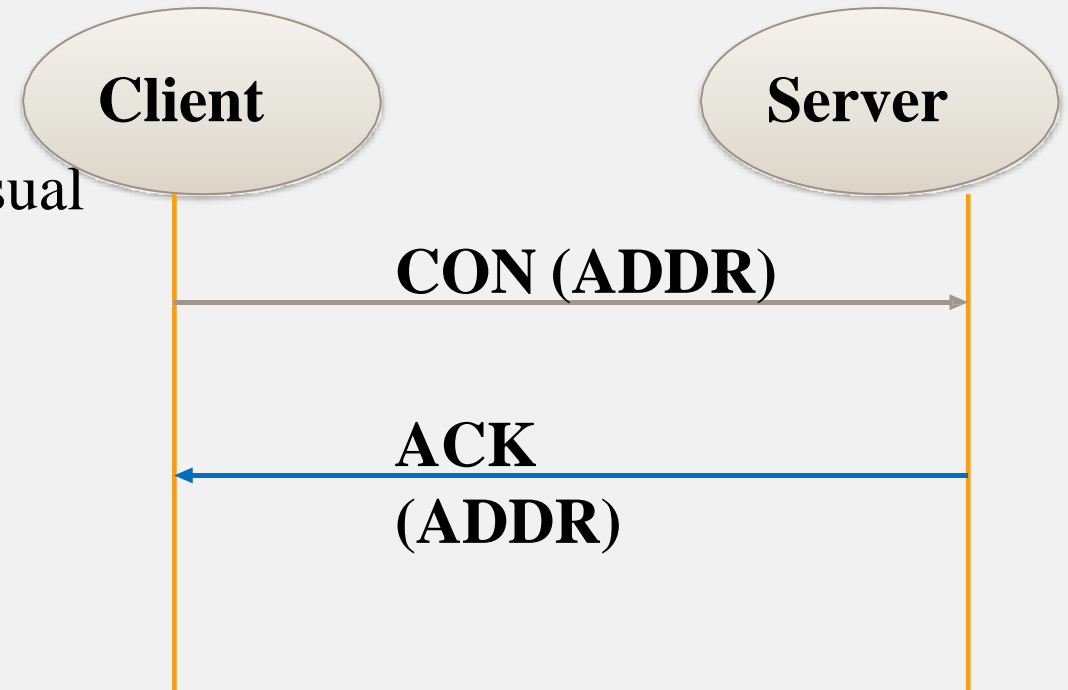 Client
Server
sual
CON (ADDR)
ACK
(ADDR)